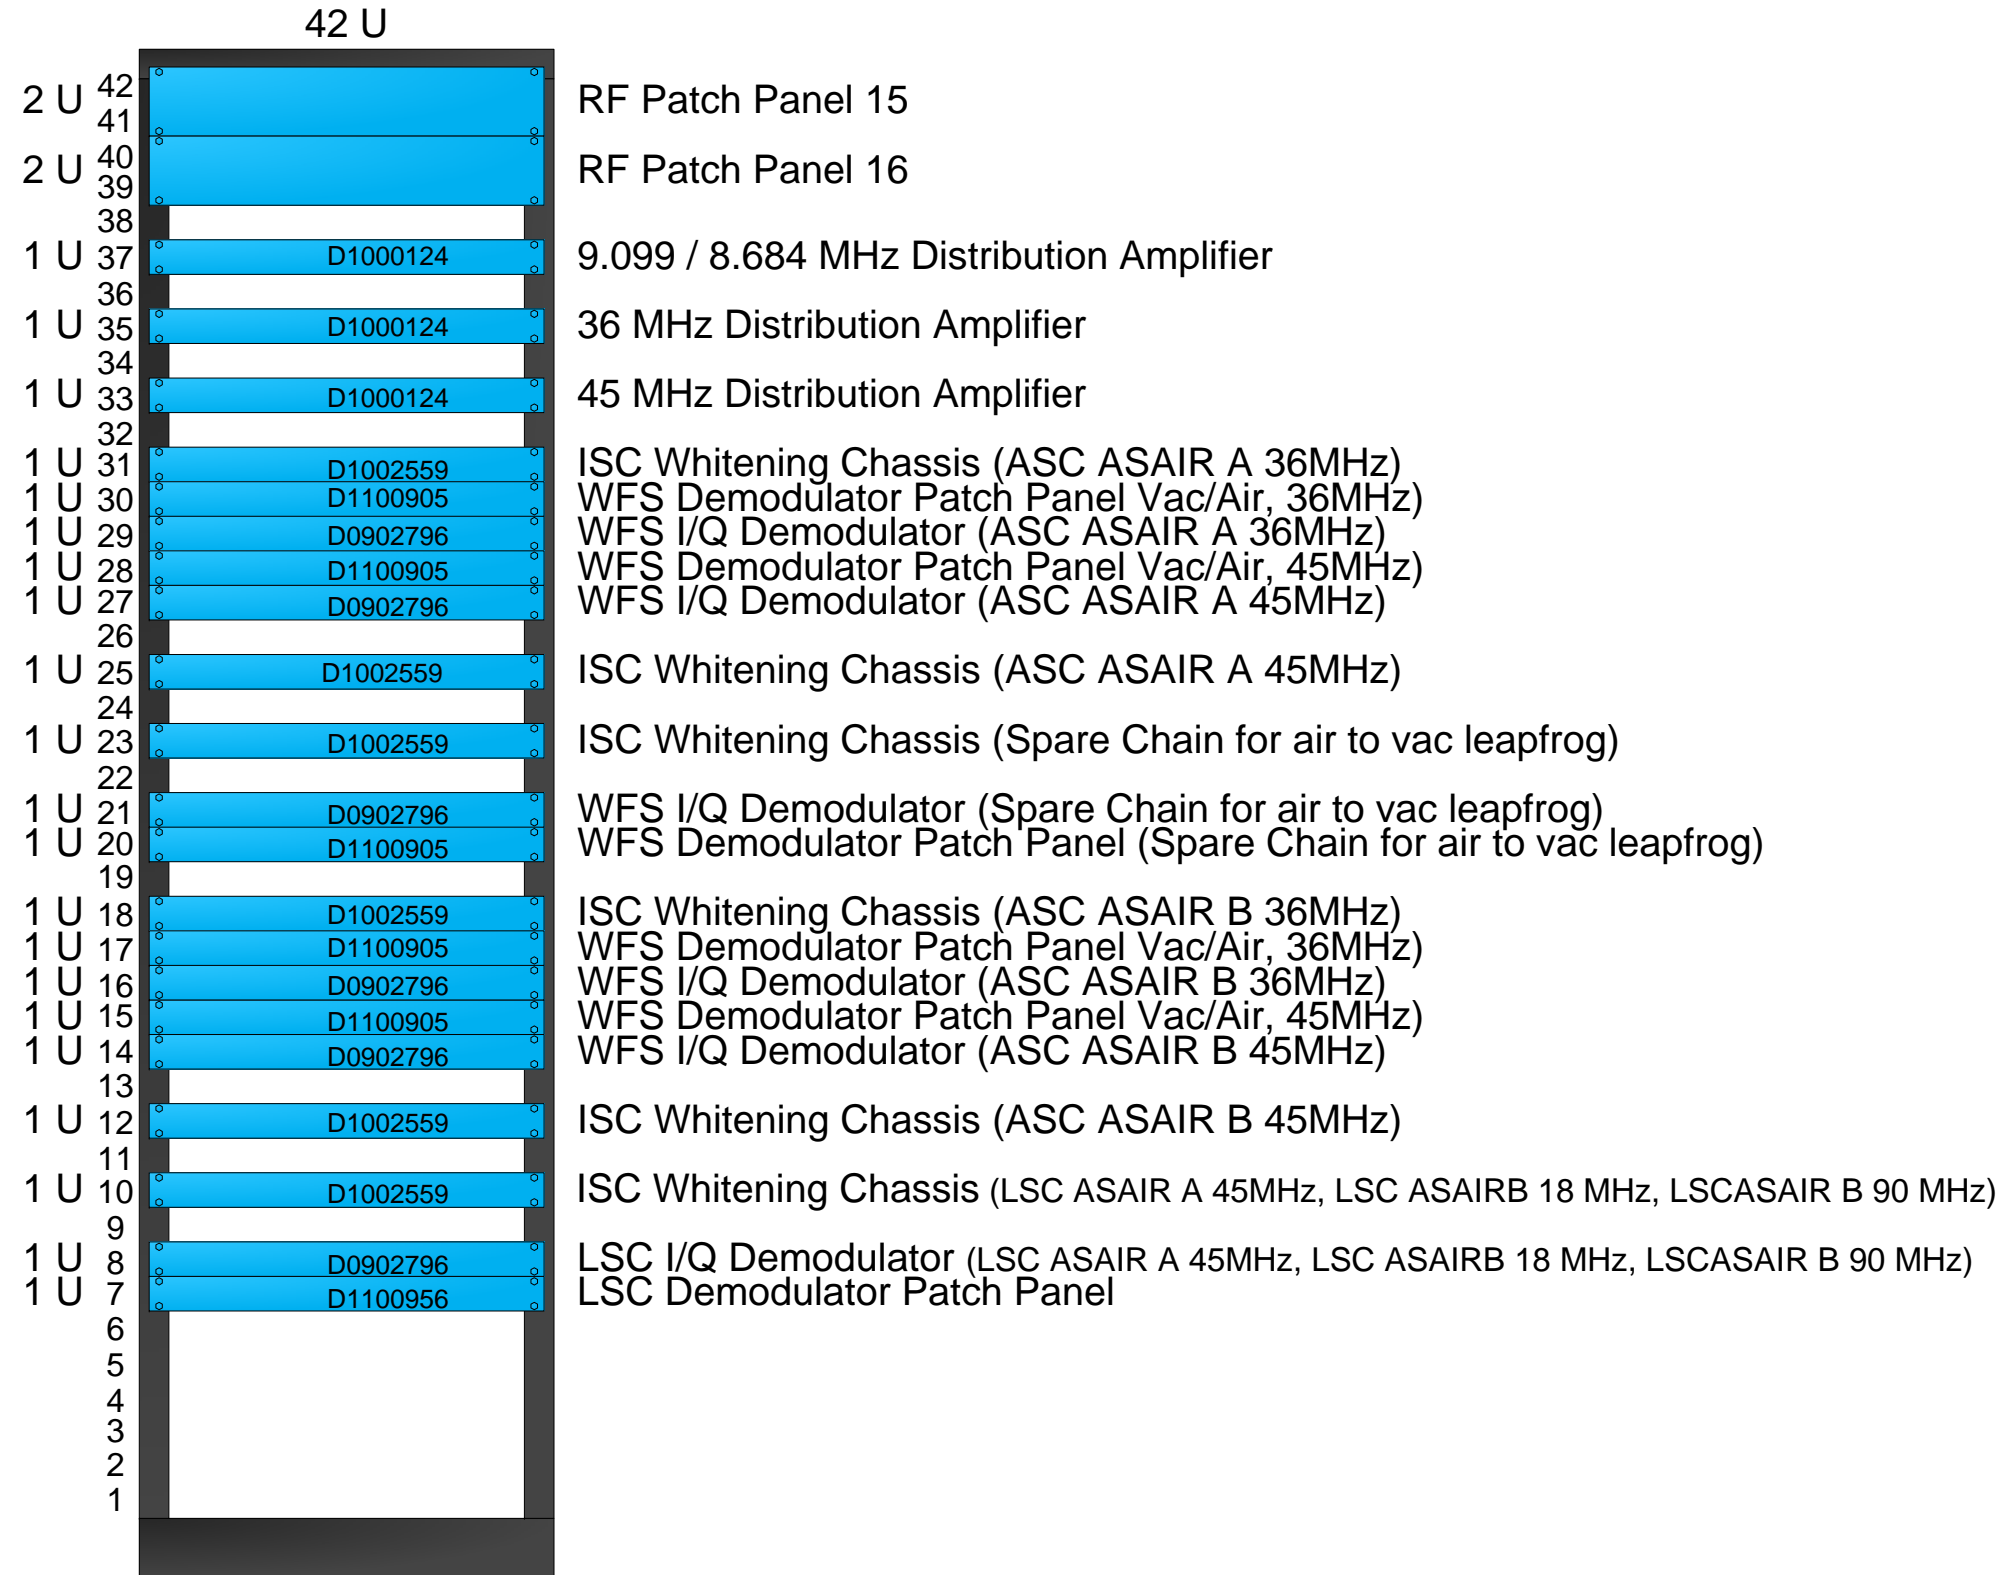 42 U
2 U 42 RF Patch Panel 15
41
2 U 40 RF Patch Panel 16
39
38
1 U 37 D1000124 9.099 / 8.684 MHz Distribution Amplifier
36
1 U 35 D1000124 36 MHz Distribution Amplifier
34
1 U 33 D1000124 45 MHz Distribution Amplifier
32
1 U 31 D1002559 ISC Whitening Chassis (ASC ASAIR A 36MHz)
1 U 30 D1100905 WFS Demodulator Patch Panel Vac/Air, 36MHz)
1 U 29 D0902796 WFS I/Q Demodulator (ASC ASAIR A 36MHz)
1 U 28 D1100905 WFS Demodulator Patch Panel Vac/Air, 45MHz)
1 U 27 D0902796 WFS I/Q Demodulator (ASC ASAIR A 45MHz)
26
1 U 25 D1002559 ISC Whitening Chassis (ASC ASAIR A 45MHz)
24
1 U 23 D1002559 ISC Whitening Chassis (Spare Chain for air to vac leapfrog)
22
1 U 21 D0902796 WFS I/Q Demodulator (Spare Chain for air to vac leapfrog)
1 U 20 D1100905 WFS Demodulator Patch Panel (Spare Chain for air to vac leapfrog)
19
1 U 18 D1002559 ISC Whitening Chassis (ASC ASAIR B 36MHz)
1 U 17 D1100905 WFS Demodulator Patch Panel Vac/Air, 36MHz)
1 U 16 D0902796 WFS I/Q Demodulator (ASC ASAIR B 36MHz)
1 U 15 D1100905 WFS Demodulator Patch Panel Vac/Air, 45MHz)
1 U 14 D0902796 WFS I/Q Demodulator (ASC ASAIR B 45MHz)
13
1 U 12 D1002559 ISC Whitening Chassis (ASC ASAIR B 45MHz)
11
1 U 10 D1002559 ISC Whitening Chassis (LSC ASAIR A 45MHz, LSC ASAIRB 18 MHz, LSCASAIR B 90 MHz)
9
1 U 8 D0902796 LSC I/Q Demodulator (LSC ASAIR A 45MHz, LSC ASAIRB 18 MHz, LSCASAIR B 90 MHz)
1 U 7 D1100956 LSC Demodulator Patch Panel
6
5
4
3
2
1